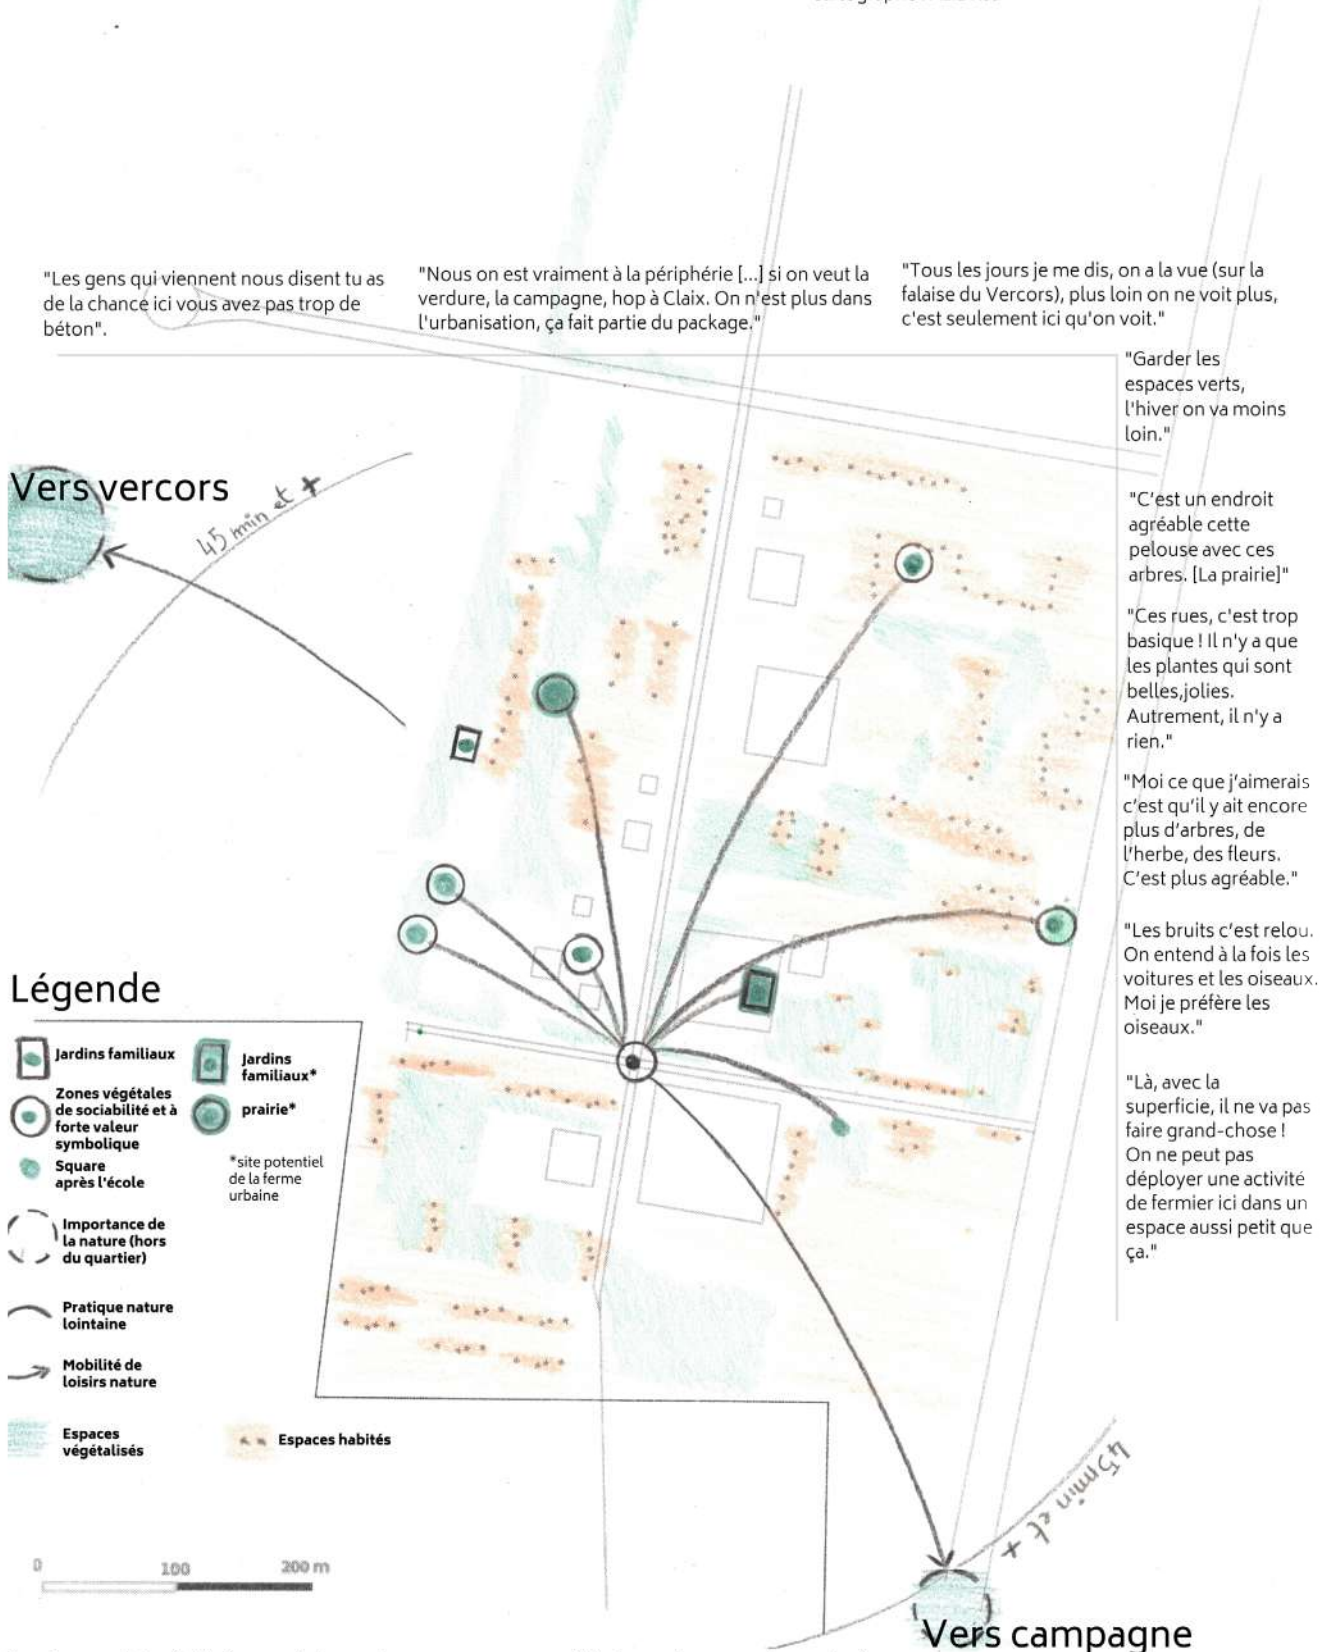 "Les gens qui viennent nous disent tu as
de la chance ici vous avez pas trop de
béton".
"Nous on est vraiment à la périphérie [...] si on veut la
verdure, la campagne, hop à Claix. On n'est plus dans
l'urbanisation, ça fait partie du package."
"Tous les jours je me dis, on a la vue (sur la
falaise du Vercors), plus loin on ne voit plus,
c'est seulement ici qu'on voit."
"Garder les
espaces verts,
l'hiver on va moins
loin."
"C'est un endroit
agréable cette
pelouse avec ces
arbres. [La prairie]"
"Ces rues, c'est trop
basique ! Il n'y a que
les plantes qui sont
belles,jolies.
Autrement, il n'y a
rien."
"Moi ce que j'aimerais
c'est qu'il y ait encore
plus d'arbres, de
l'herbe, des fleurs.
C'est plus agréable."
"Les bruits c'est relou.
On entend à la fois les
voitures et les oiseaux.
Moi je préfère les
oiseaux."
"Là, avec la
superficie, il ne va pas
faire grand-chose !
On ne peut pas
déployer une activité
de fermier ici dans un
espace aussi petit que
ça."
Vers vercors
45 min et +
Légende
Jardins familiaux
Jardins
familiaux*
Zones végétales
de sociabilité et à
forte valeur
symbolique
prairie*
Square
après l'école
*site potentiel
de la ferme
urbaine
Importance de
la nature (hors
du quartier)
Pratique nature
lointaine
Mobilité de
loisirs nature
Espaces
végétalisés
Espaces habités
0 100 200 m
45min et +
Vers campagne